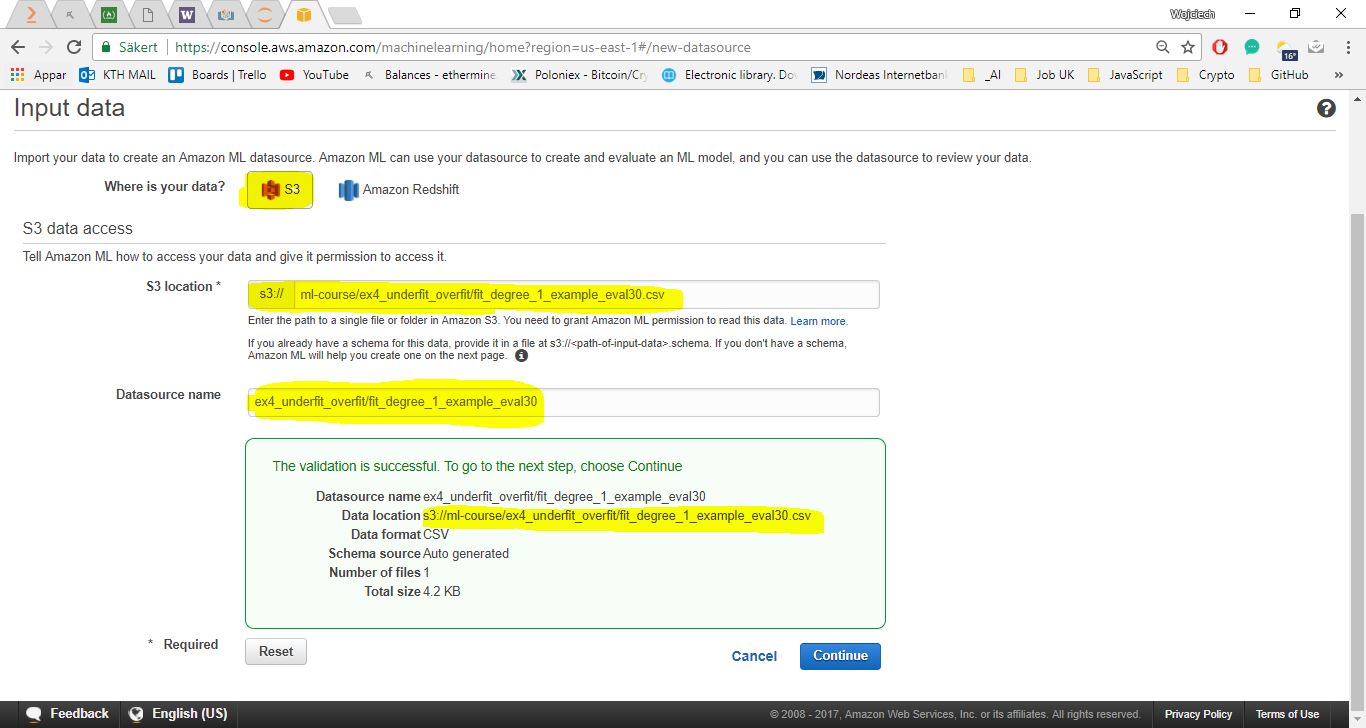 Wojciech
Säkert
https://console.aws.amazon.com/machinelearning/home?region=us-east-1#/new-datasource
16°
Appar KTH MAIL Boards | Trello YouTube Balances - ethermine Poloniex - Bitcoin/Cry Electronic library. Do Nordeas Internetbank _AI Job UK JavaScript Crypto GitHub »
Input data
Import your data to create an Amazon ML datasource. Amazon ML can use your datasource to create and evaluate an ML model, and you can use the datasource to review your data.
Where is your data? S3 Amazon Redshift
S3 data access
Tell Amazon ML how to access your data and give it permission to access it.
S3 location * s3:// ml-course/ex4_underfit_overfit/fit_degree_1_example_eval30.csv
Enter the path to a single file or folder in Amazon S3. You need to grant Amazon ML permission to read this data. Learn more.
If you already have a schema for this data, provide it in a file at s3://<path-of-input-data>.schema. If you don't have a schema,
Amazon ML will help you create one on the next page.
Datasource name ex4_underfit_overfit/fit_degree_1_example_eval30
The validation is successful. To go to the next step, choose Continue
Datasource name ex4_underfit_overfit/fit_degree_1_example_eval30
Data location s3://ml-course/ex4_underfit_overfit/fit_degree_1_example_eval30.csv
Data format CSV
Schema source Auto generated
Number of files 1
Total size 4.2 KB
* Required Reset Cancel Continue
Feedback English (US) © 2008 - 2017, Amazon Web Services, Inc. or its affiliates. All rights reserved. Privacy Policy Terms of Use